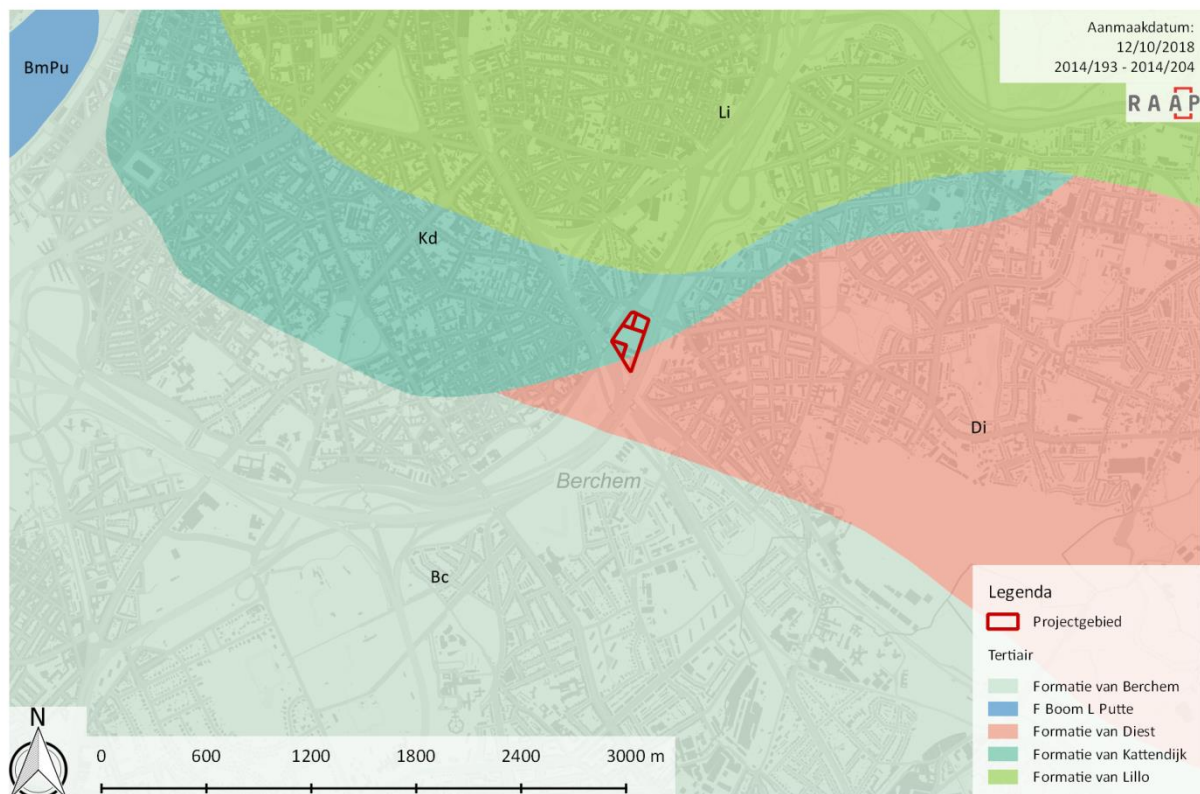 Aanmaakdatum:
12/10/2018
2014/193 - 2014/204
RAAP
BmPu
Li
Kd
Di
Berchem
Bc
Legenda
Projectgebied
Tertiair
Formatie van Berchem
F Boom L Putte
Formatie van Diest
Formatie van Kattendijk
Formatie van Lillo
N
0 600 1200 1800 2400 3000 m